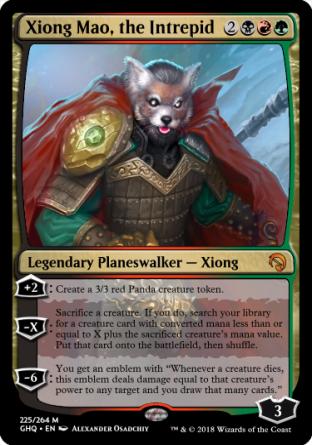 Xiong Mao, the Intrepid 2
Legendary Planeswalker — Xiong
+2: Create a 3/3 red Panda creature token.
Sacrifice a creature. If you do, search your library
for a creature card with converted mana less than or
-X: equal to X plus the sacrificed creature's mana value.
Put that card onto the battlefield, then shuffle.
You get an emblem with "Whenever a creature dies,
-6: this emblem deals damage equal to that creature's
power to any target and you draw that many cards."
3
225/264 M
GHQ • EN ALEXANDER OSADCHIY ™ & © 2018 Wizards of the Coast